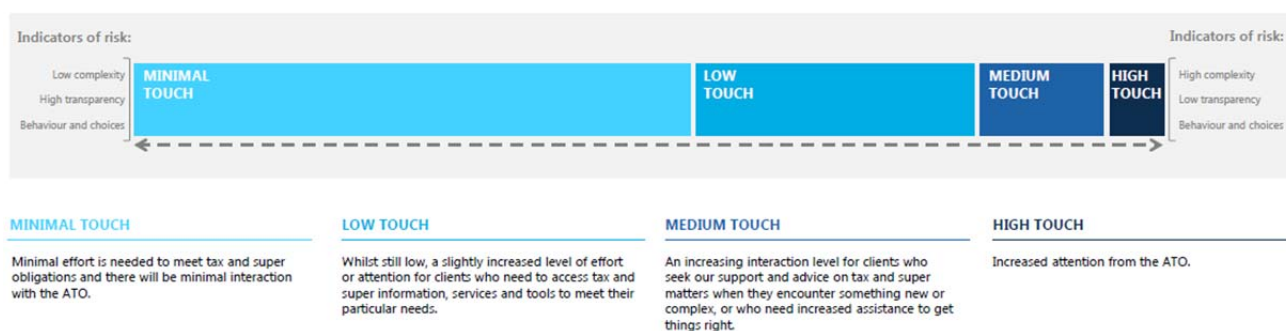 Indicators of risk:
Indicators of risk:
Low complexity
High transparency
Behaviour and choices
MINIMAL
TOUCH
LOW
TOUCH
MEDIUM
TOUCH
HIGH
TOUCH
High complexity
Low transparency
Behaviour and choices
MINIMAL TOUCH
Minimal effort is needed to meet tax and super
obligations and there will be minimal interaction
with the ATO.
LOW TOUCH
Whilst still low, a slightly increased level of effort
or attention for clients who need to access tax and
super information, services and tools to meet their
particular needs.
MEDIUM TOUCH
An increasing interaction level for clients who
seek our support and advice on tax and super
matters when they encounter something new or
complex, or who need increased assistance to get
things right.
HIGH TOUCH
Increased attention from the ATO.